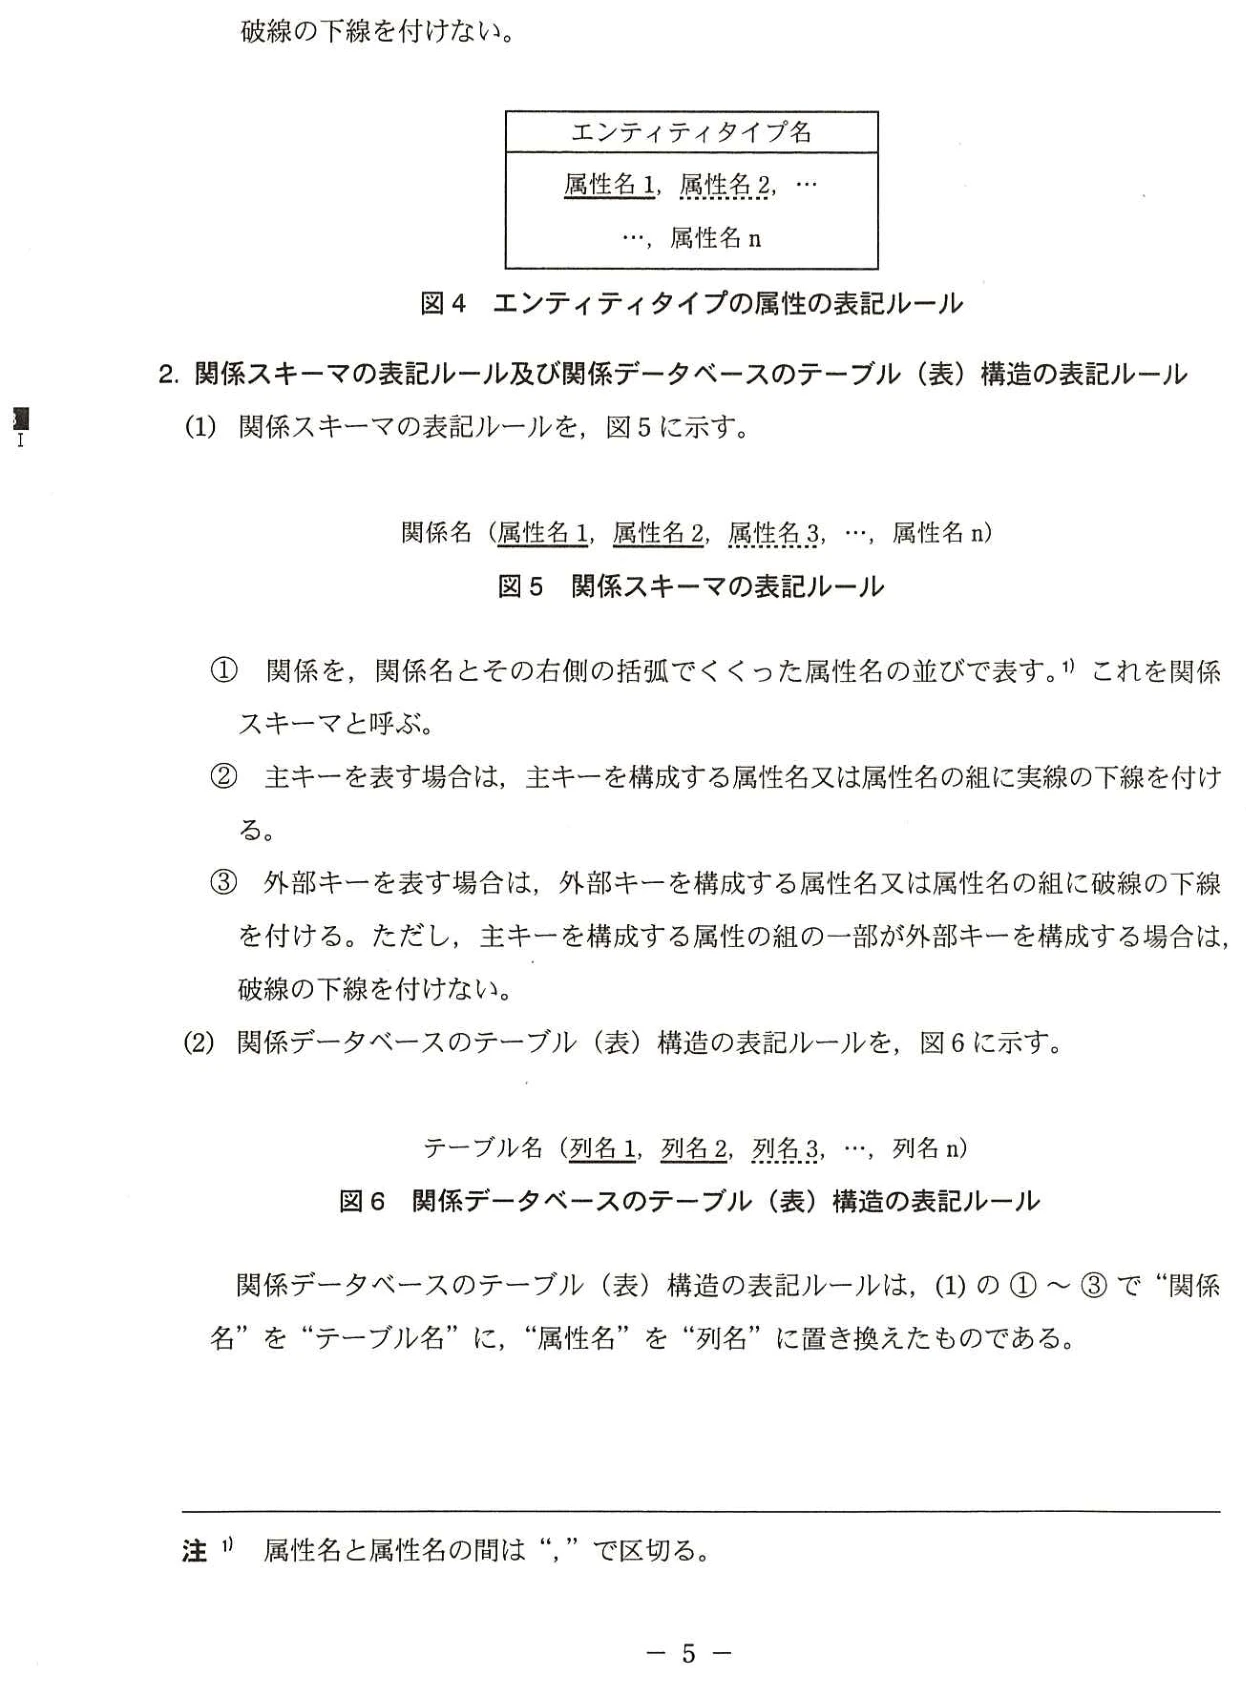 破線の下線を付けない。
エンティティタイプ名
属性名 1, 属性名 2, …
…, 属性名 n
図 4 エンティティタイプの属性の表記ルール
2. 関係スキーマの表記ルール及び関係データベースのテーブル（表）構造の表記ルール
(1) 関係スキーマの表記ルールを，図 5 に示す。
I
関係名（属性名 1, 属性名 2, 属性名 3, …, 属性名 n）
図 5 関係スキーマの表記ルール
① 関係を，関係名とその右側の括弧でくくった属性名の並びで表す。1) これを関係
スキーマと呼ぶ。
② 主キーを表す場合は，主キーを構成する属性名又は属性名の組に実線の下線を付け
る。
③ 外部キーを表す場合は，外部キーを構成する属性名又は属性名の組に破線の下線
を付ける。ただし，主キーを構成する属性の組の一部が外部キーを構成する場合は，
破線の下線を付けない。
(2) 関係データベースのテーブル（表）構造の表記ルールを，図 6 に示す。
テーブル名（列名 1, 列名 2, 列名 3, …, 列名 n）
図 6 関係データベースのテーブル（表）構造の表記ルール
関係データベースのテーブル（表）構造の表記ルールは，(1) の ① ～ ③ で“関係
名”を“テーブル名”に，“属性名”を“列名”に置き換えたものである。
注 1) 属性名と属性名の間は“,”で区切る。
－ 5 －